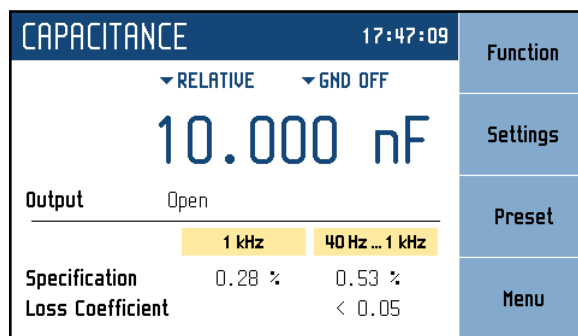 CAPACITANCE 17:47:09
RELATIVE GND OFF
10.000 nF
Output Open
1 kHz 40 Hz ... 1 kHz
Specification 0.28 % 0.53 %
Loss Coefficient < 0.05
Function
Settings
Preset
Menu